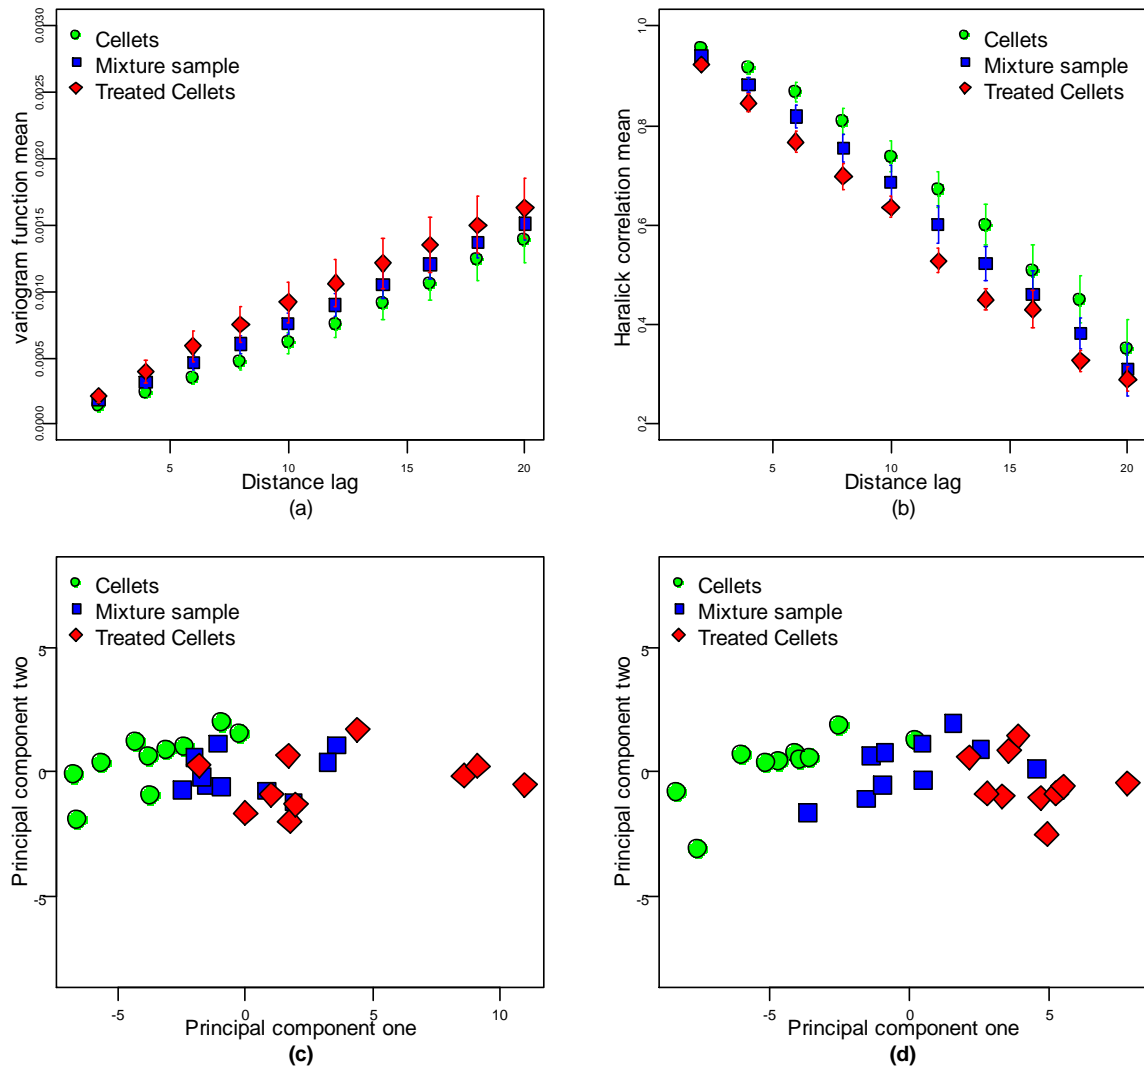 Cellets
Mixture sample
Treated Cellets
variogram function mean
0.0030
0.0025
0.0020
0.0015
0.0010
0.0005
0.0000
5
10
15
20
Distance lag
(a)
Cellets
Mixture sample
Treated Cellets
Haralick correlation mean
1.0
0.8
0.6
0.4
0.2
5
10
15
20
Distance lag
(b)
Cellets
Mixture sample
Treated Cellets
Principal component two
5
0
-5
-5
0
5
10
Principal component one
(c)
Cellets
Mixture sample
Treated Cellets
Principal component two
5
0
-5
-5
0
5
Principal component one
(d)